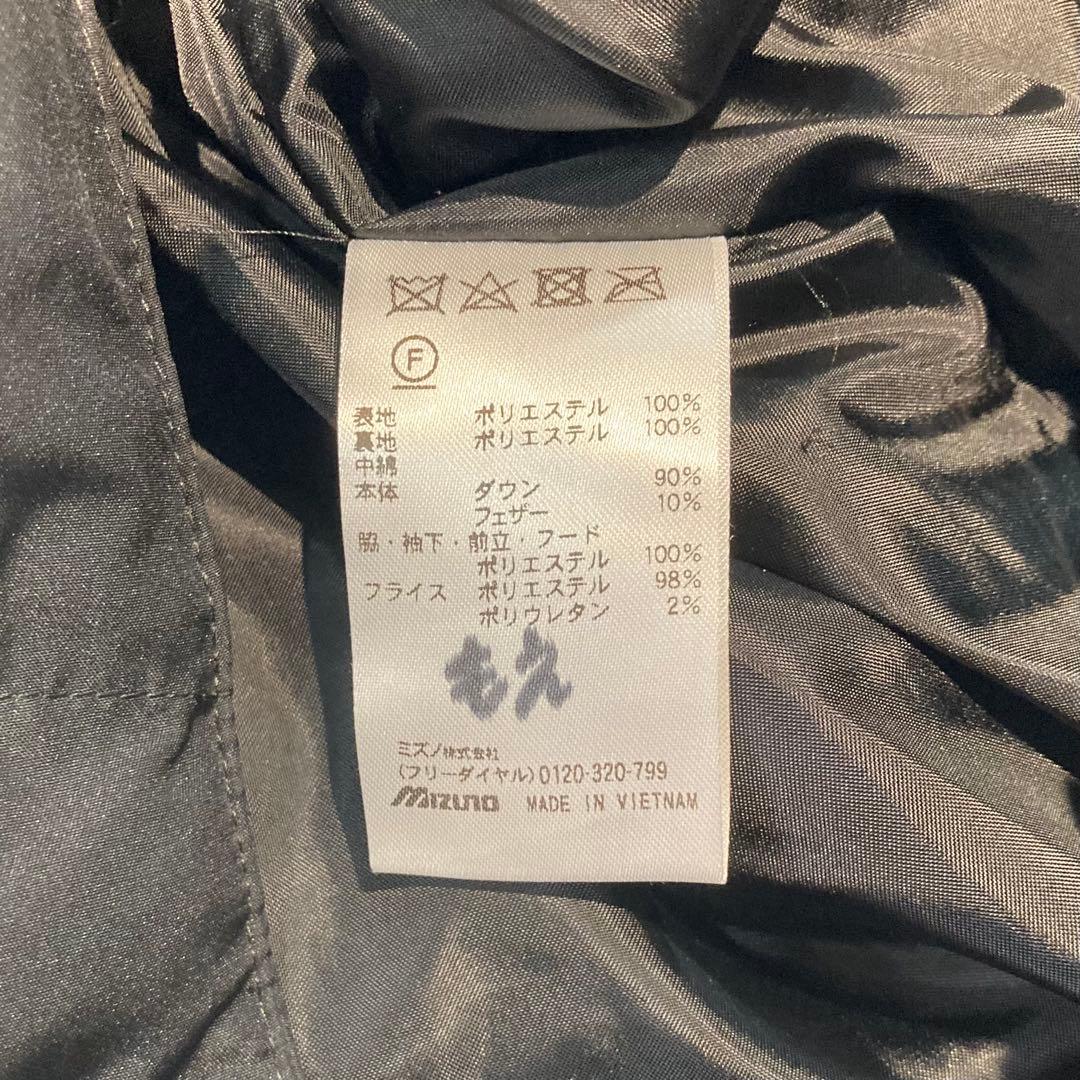 F
表地 ポリエステル 100%
裏地 ポリエステル 100%
中綿
本体 ダウン 90%
フェザー 10%
脇・袖下・前立・フード
ポリエステル 100%
フライス ポリエステル 98%
ポリウレタン 2%
もえ
ミズノ株式会社
(フリーダイヤル)0120-320-799
MIZUNO MADE IN VIETNAM